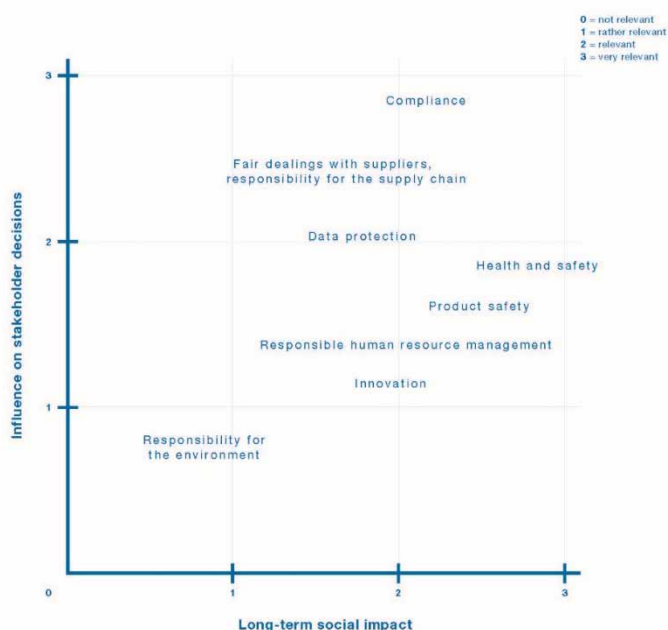 0 = not relevant
1 = rather relevant
2 = relevant
3 = very relevant
3
Compliance
Fair dealings with suppliers,
responsibility for the supply chain
Data protection
2
Health and safety
Product safety
Responsible human resource management
Innovation
1
Responsibility for
the environment
Influence on stakeholder decisions
0
1
2
3
Long-term social impact